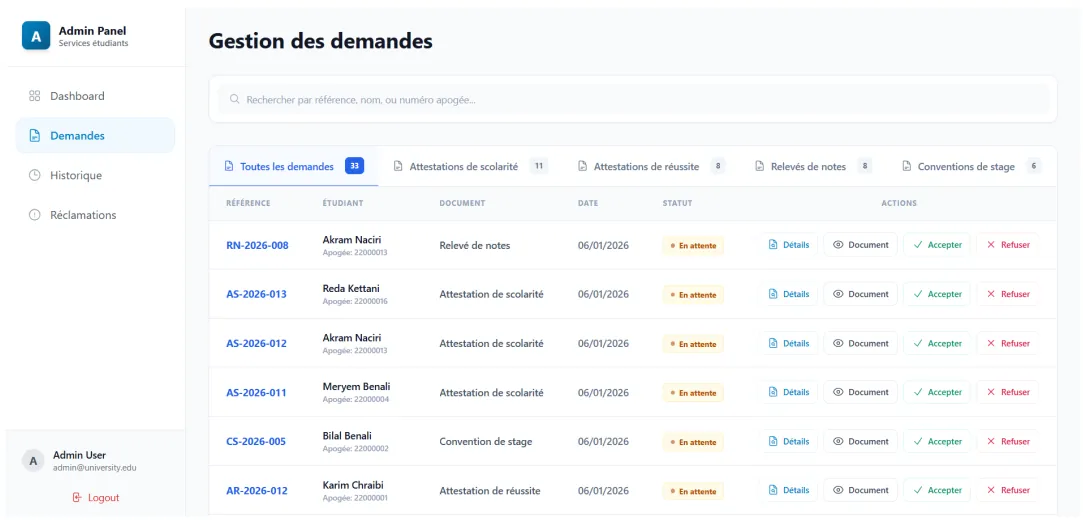 A
Admin Panel
Services étudiants
Dashboard
Demandes
Historique
Réclamations
A
Admin User
admin@university.edu
Logout
Gestion des demandes
Rechercher par référence, nom, ou numéro apogée...
Toutes les demandes 33 Attestations de scolarité 11 Attestations de réussite 8 Relevés de notes 8 Conventions de stage 6
RÉFÉRENCE ÉTUDIANT DOCUMENT DATE STATUT ACTIONS
RN-2026-008 Akram Naciri Relevé de notes 06/01/2026 En attente Détails Document Accepter Refuser
Apogée: 22000013
AS-2026-013 Reda Kettani Attestation de scolarité 06/01/2026 En attente Détails Document Accepter Refuser
Apogée: 22000016
AS-2026-012 Akram Naciri Attestation de scolarité 06/01/2026 En attente Détails Document Accepter Refuser
Apogée: 22000013
AS-2026-011 Meryem Benali Attestation de scolarité 06/01/2026 En attente Détails Document Accepter Refuser
Apogée: 22000004
CS-2026-005 Bilal Benali Convention de stage 06/01/2026 En attente Détails Document Accepter Refuser
Apogée: 22000002
AR-2026-012 Karim Chraibi Attestation de réussite 06/01/2026 En attente Détails Document Accepter Refuser
Apogée: 22000001